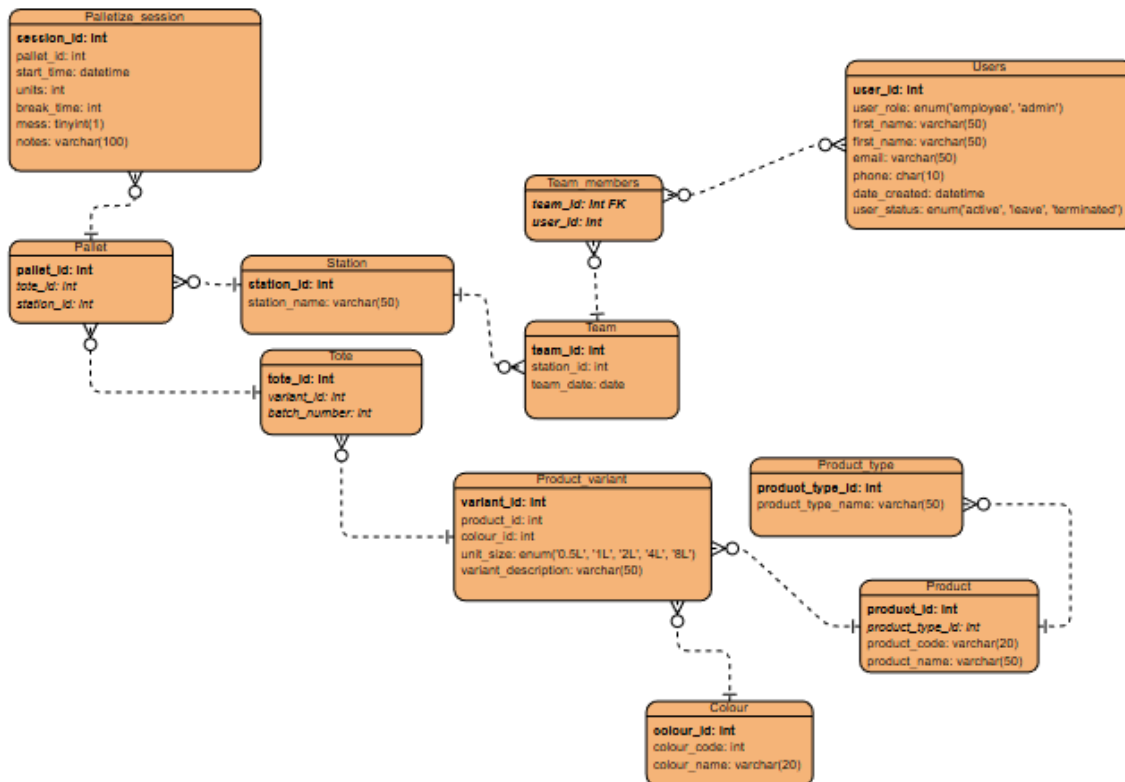 Palletize_session
session_id: int
pallet_id: int
start_time: datetime
units: int
break_time: int
mess: tinyint(1)
notes: varchar(100)
Users
user_id: int
user_role: enum('employee', 'admin')
first_name: varchar(50)
first_name: varchar(50)
email: varchar(50)
phone: char(10)
date_created: datetime
user_status: enum('active', 'leave', 'terminated')
Team_members
team_id: int FK
user_id: int
Pallet
pallet_id: int
tote_id: int
station_id: int
Station
station_id: int
station_name: varchar(50)
Team
team_id: int
station_id: int
team_date: date
Tote
tote_id: int
variant_id: int
batch_number: int
Product_variant
variant_id: int
product_id: int
colour_id: int
unit_size: enum('0.5L', '1L', '2L', '4L', '8L')
variant_description: varchar(50)
Product_type
product_type_id: int
product_type_name: varchar(50)
Product
product_id: int
product_type_id: int
product_code: varchar(20)
product_name: varchar(50)
Colour
colour_id: int
colour_code: int
colour_name: varchar(20)